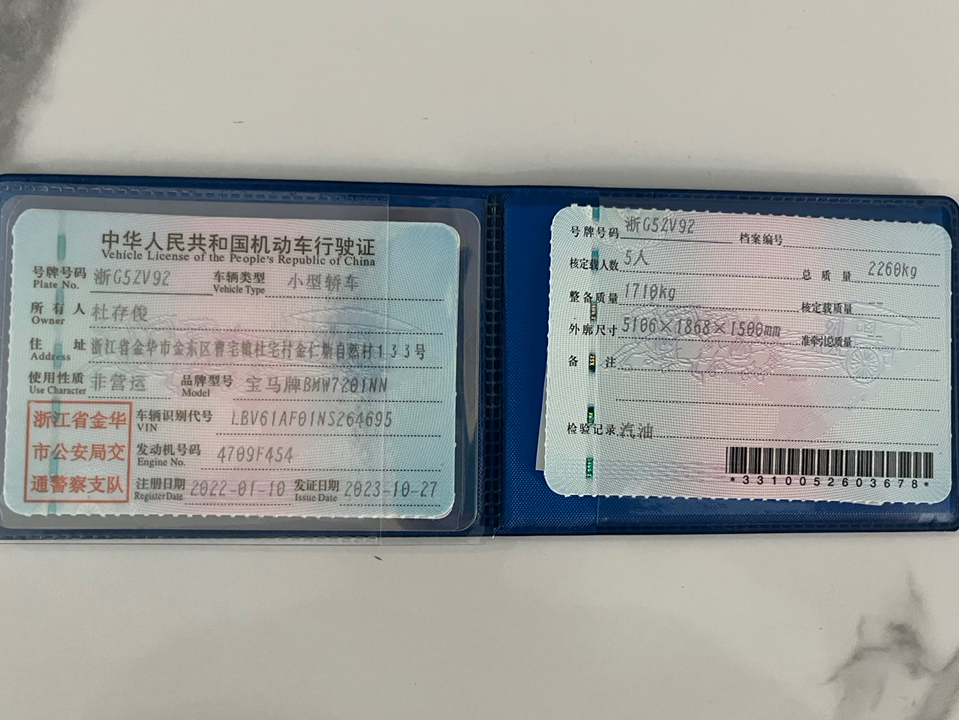 中华人民共和国机动车行驶证
Vehicle License of the People's Republic of China
号牌号码 浙G5ZV92 车辆类型 小型轿车
Plate No. Vehicle Type
所有人 杜存俊
Owner
住址 浙江省金华市金东区曹宅镇杜宅村金仁斯自然村133号
Address
使用性质 非营运 品牌型号 宝马牌BMW7201NN
Use Character Model
浙江省金华
市公安局交
通警察支队
车辆识别代号 LBV61AF01NS264695
VIN
发动机号码 4709F454
Engine No.
注册日期 2022-01-10 发证日期 2023-10-27
Register Date Issue Date
号牌号码 浙G5ZV92 档案编号
核定载人数 5人 总质量 2260kg
整备质量 1710kg 核定载质量
外廓尺寸 5106×1868×1500mm 准牵引总质量
备注
检验记录 汽油
*3310052603678*